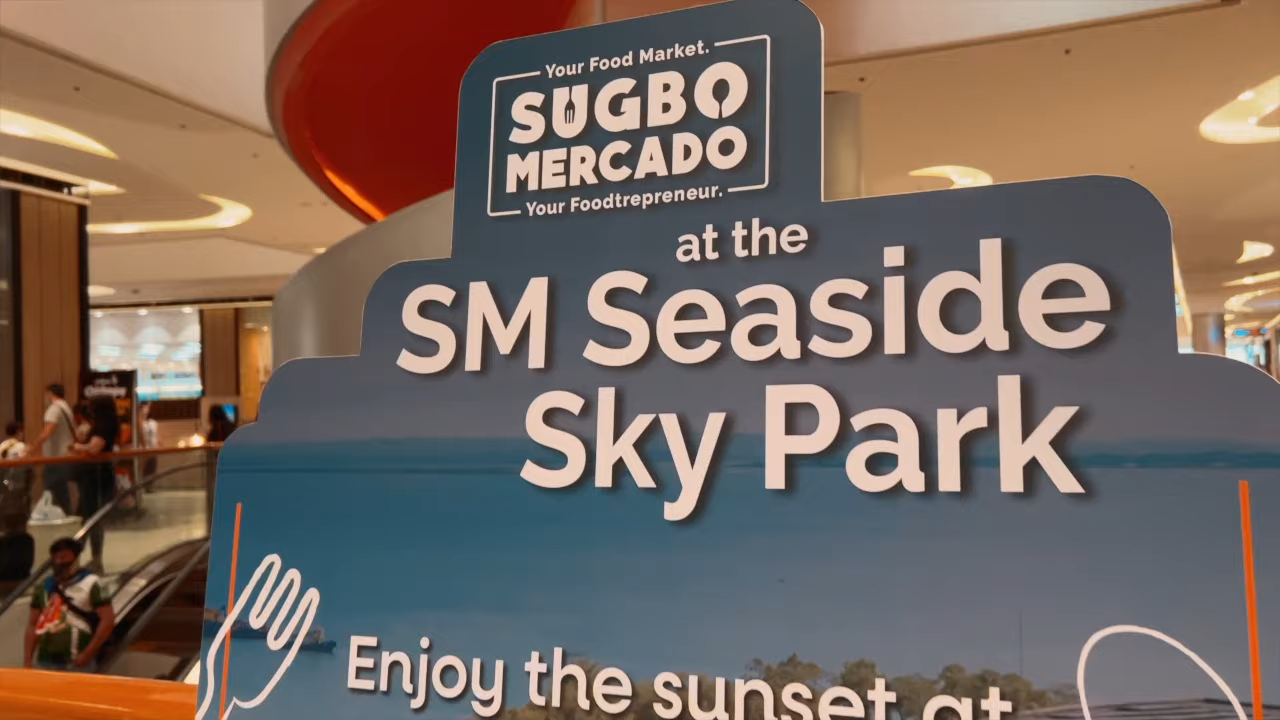 Your Food Market.
SUGBO
MERCADO
Your Foodtrepreneur.
at the
SM Seaside
Sky Park
Enjoy the sunset at